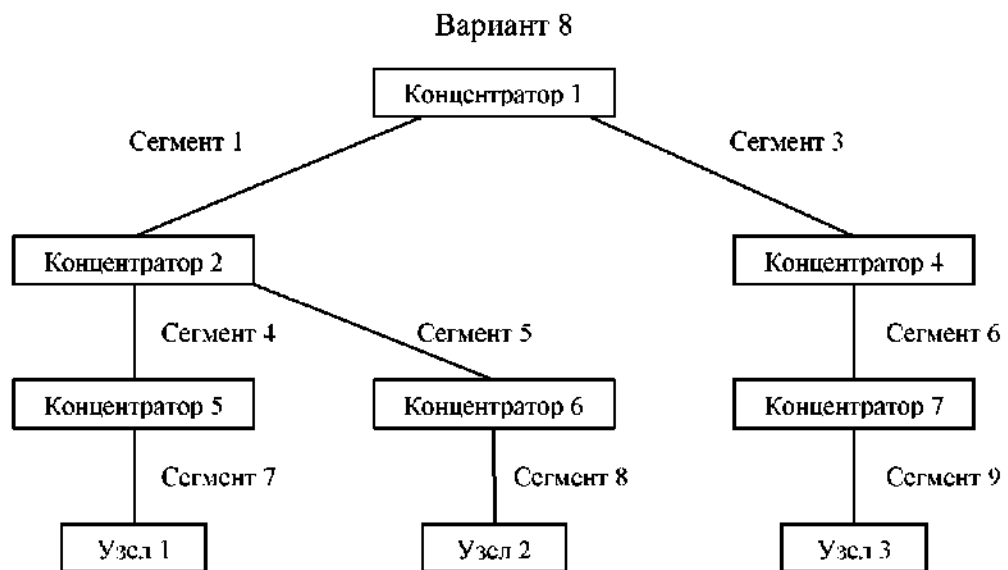 Вариант 8
Концентратор 1
Сегмент 1
Сегмент 3
Концентратор 2
Концентратор 4
Сегмент 4
Сегмент 5
Сегмент 6
Концентратор 5
Концентратор 6
Концентратор 7
Сегмент 7
Сегмент 8
Сегмент 9
Узел 1
Узел 2
Узел 3